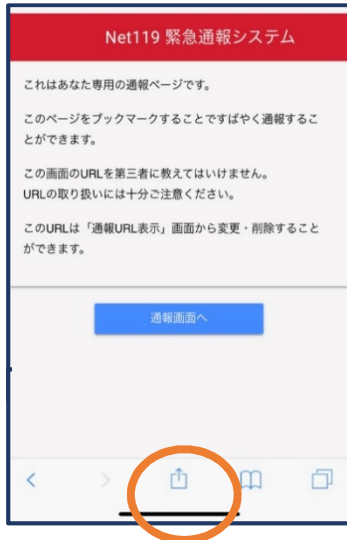 Net119 緊急通報システム
これはあなた専用の通報ページです。
このページをブックマークすることですばやく通報するこ
とができます。
この画面のURLを第三者に教えてはいけません。
URLの取り扱いには十分ご注意ください。
このURLは「通報URL表示」画面から変更・削除すること
ができます。
通報画面へ